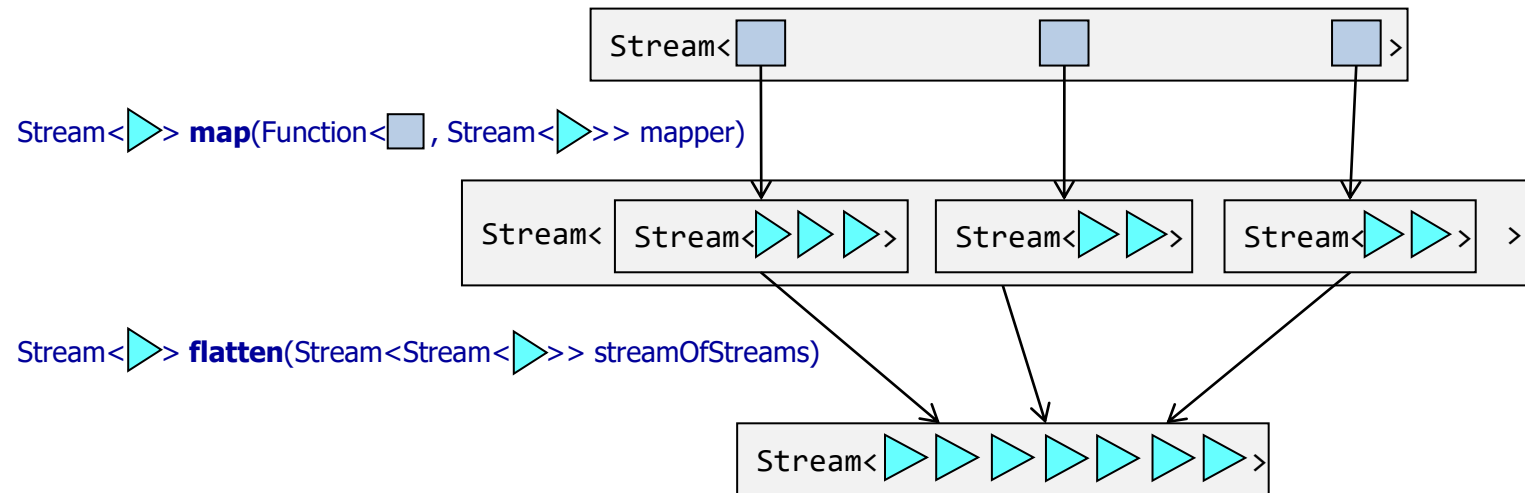 Stream< >
Stream< > map(Function< , Stream< >> mapper)
Stream< Stream< > Stream< > Stream< > >
Stream< > flatten(Stream<Stream< >> streamOfStreams)
Stream< >